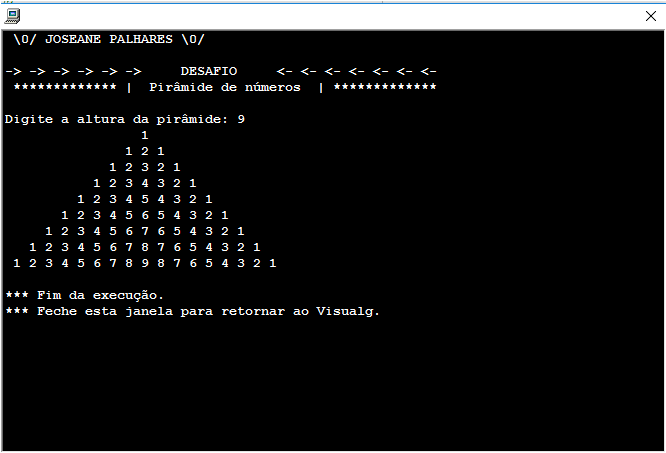 \0/ JOSEANE PALHARES \0/
-> -> -> -> -> ->     DESAFIO     <- <- <- <- <- <- <-
************* |  Pirâmide de números  | *************
Digite a altura da pirâmide: 9
1
1 2 1
1 2 3 2 1
1 2 3 4 3 2 1
1 2 3 4 5 4 3 2 1
1 2 3 4 5 6 5 4 3 2 1
1 2 3 4 5 6 7 6 5 4 3 2 1
1 2 3 4 5 6 7 8 7 6 5 4 3 2 1
1 2 3 4 5 6 7 8 9 8 7 6 5 4 3 2 1
*** Fim da execução.
*** Feche esta janela para retornar ao Visualg.